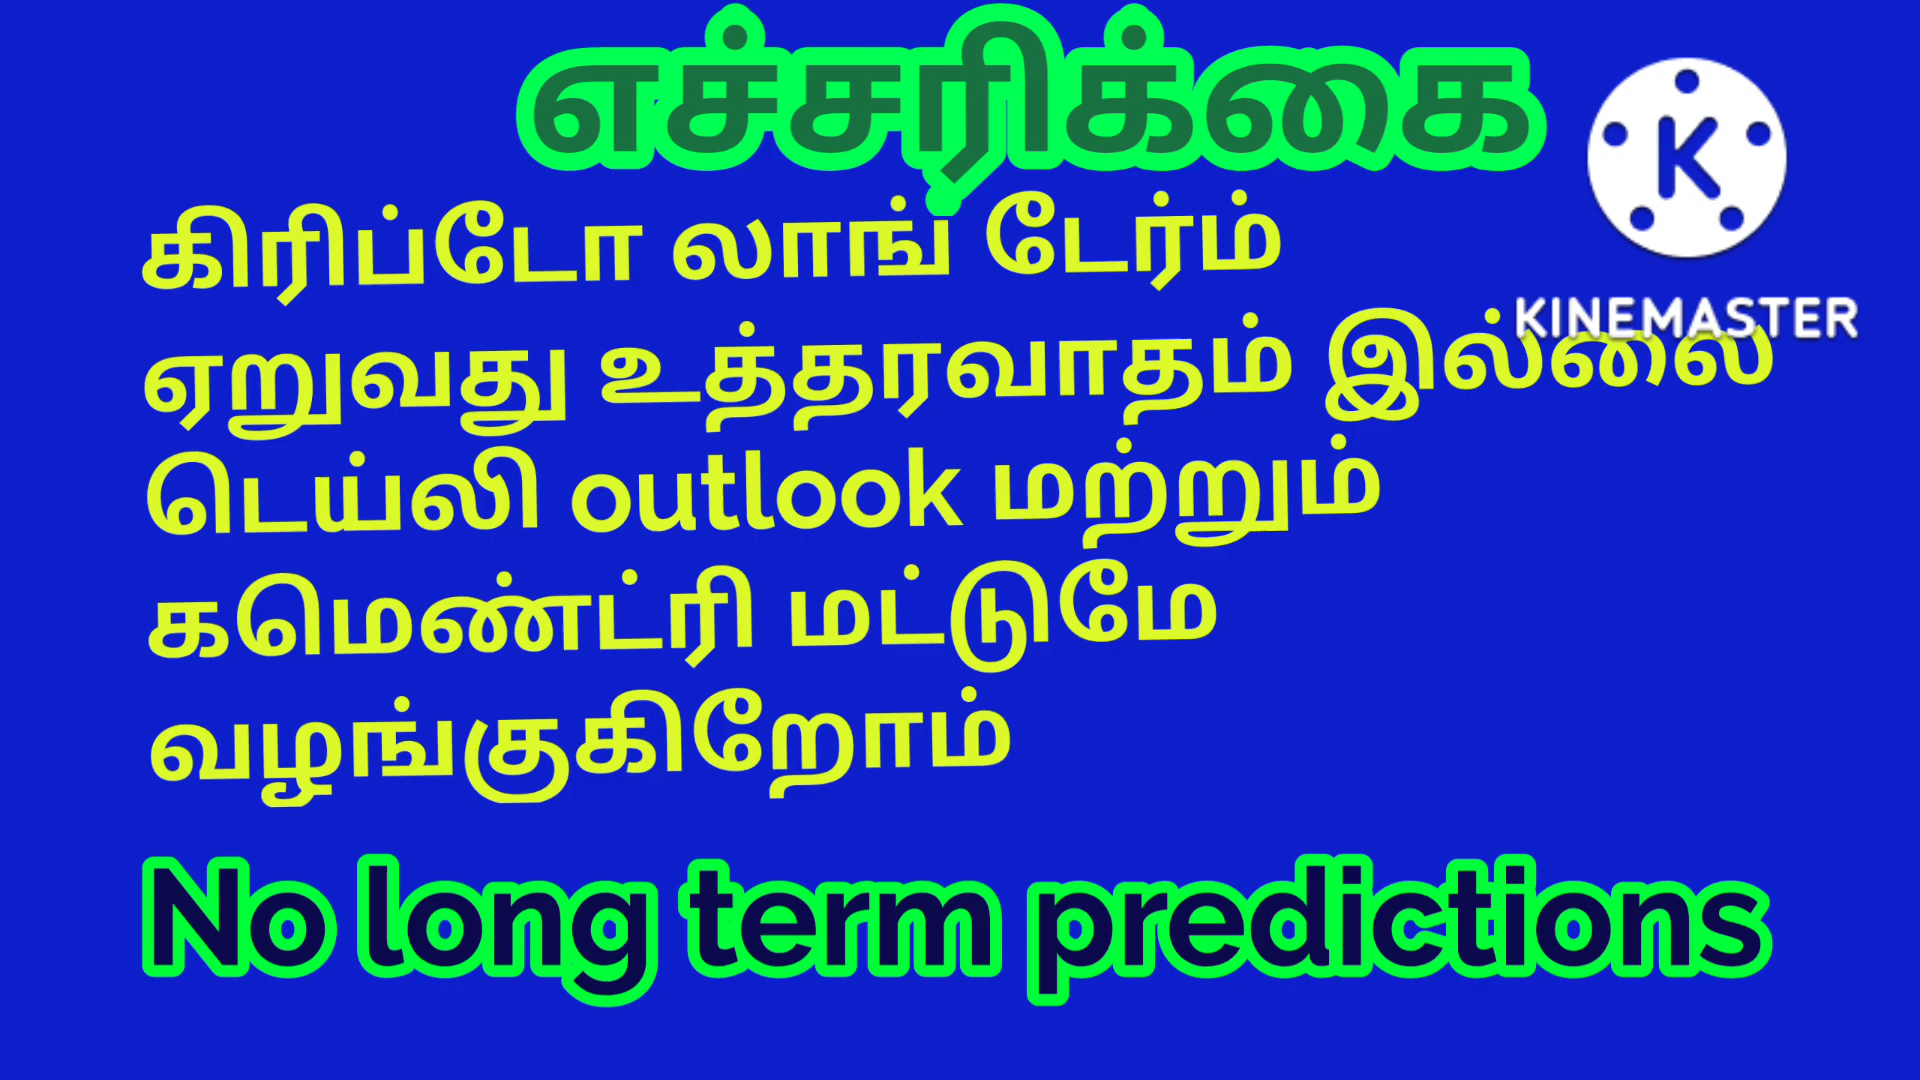 எச்சரிக்கை
கிரிப்டோ லாங் டேர்ம்
KINEMASTER
ஏறுவது உத்தரவாதம் இல்லை
டெய்லி outlook மற்றும்
கமெண்ட்ரி மட்டுமே
வழங்குகிறோம்
No long term predictions